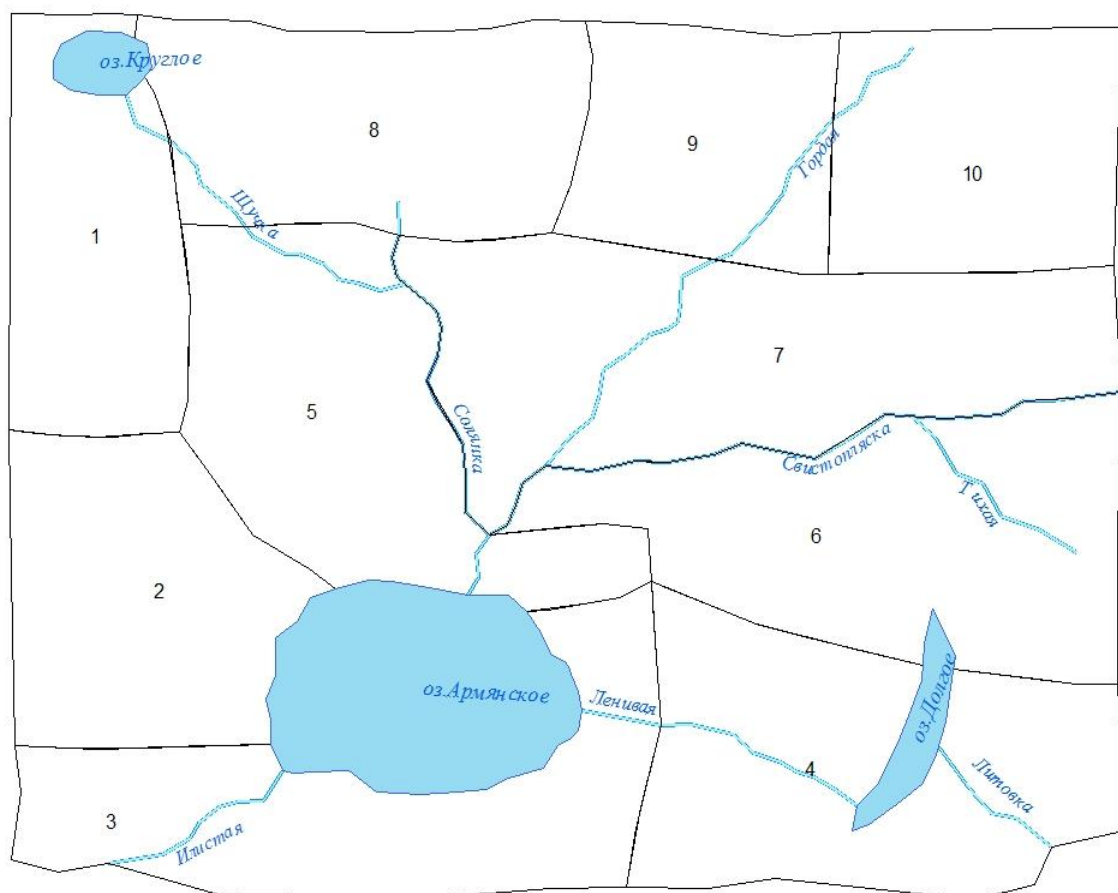 оз.Круглое
8
Гордая
9
10
Щучка
1
7
5
Солянка
Свистопляска
Тихая
6
2
оз.Армянское
Ленивая
оз.Долгое
4
Литовка
3
Илистая